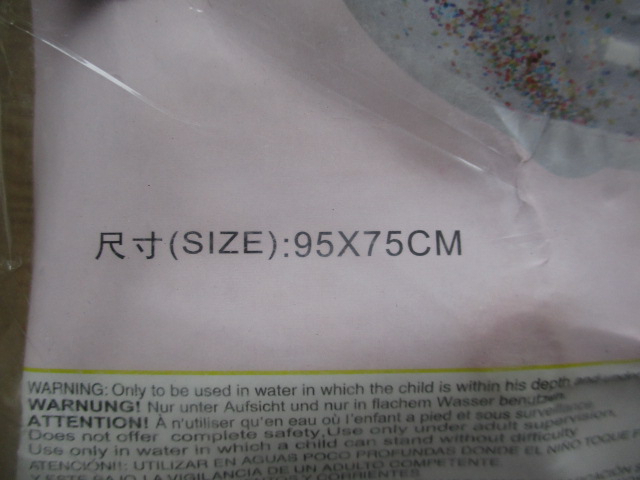 尺寸(SIZE):95X75CM
WARNING: Only to be used in water in which the child is within his depth and under
WARNUNG! Nur unter Aufsicht und nur in flachem Wasser benutzen
ATTENTION! À n'utiliser qu'en eau où l'enfant a pied et sous surveillance
Does not offer complete safety, Use only under adult supervision,
Use only in water in which a child can stand without difficulty.
ATENCIÓN!!: UTILIZAR EN AGUAS POCO PROFUNDAS DONDE EL NIÑO TOQUE
Y ESTE BAJO LA VIGILANCIA DE UN ADULTO COMPETENTE